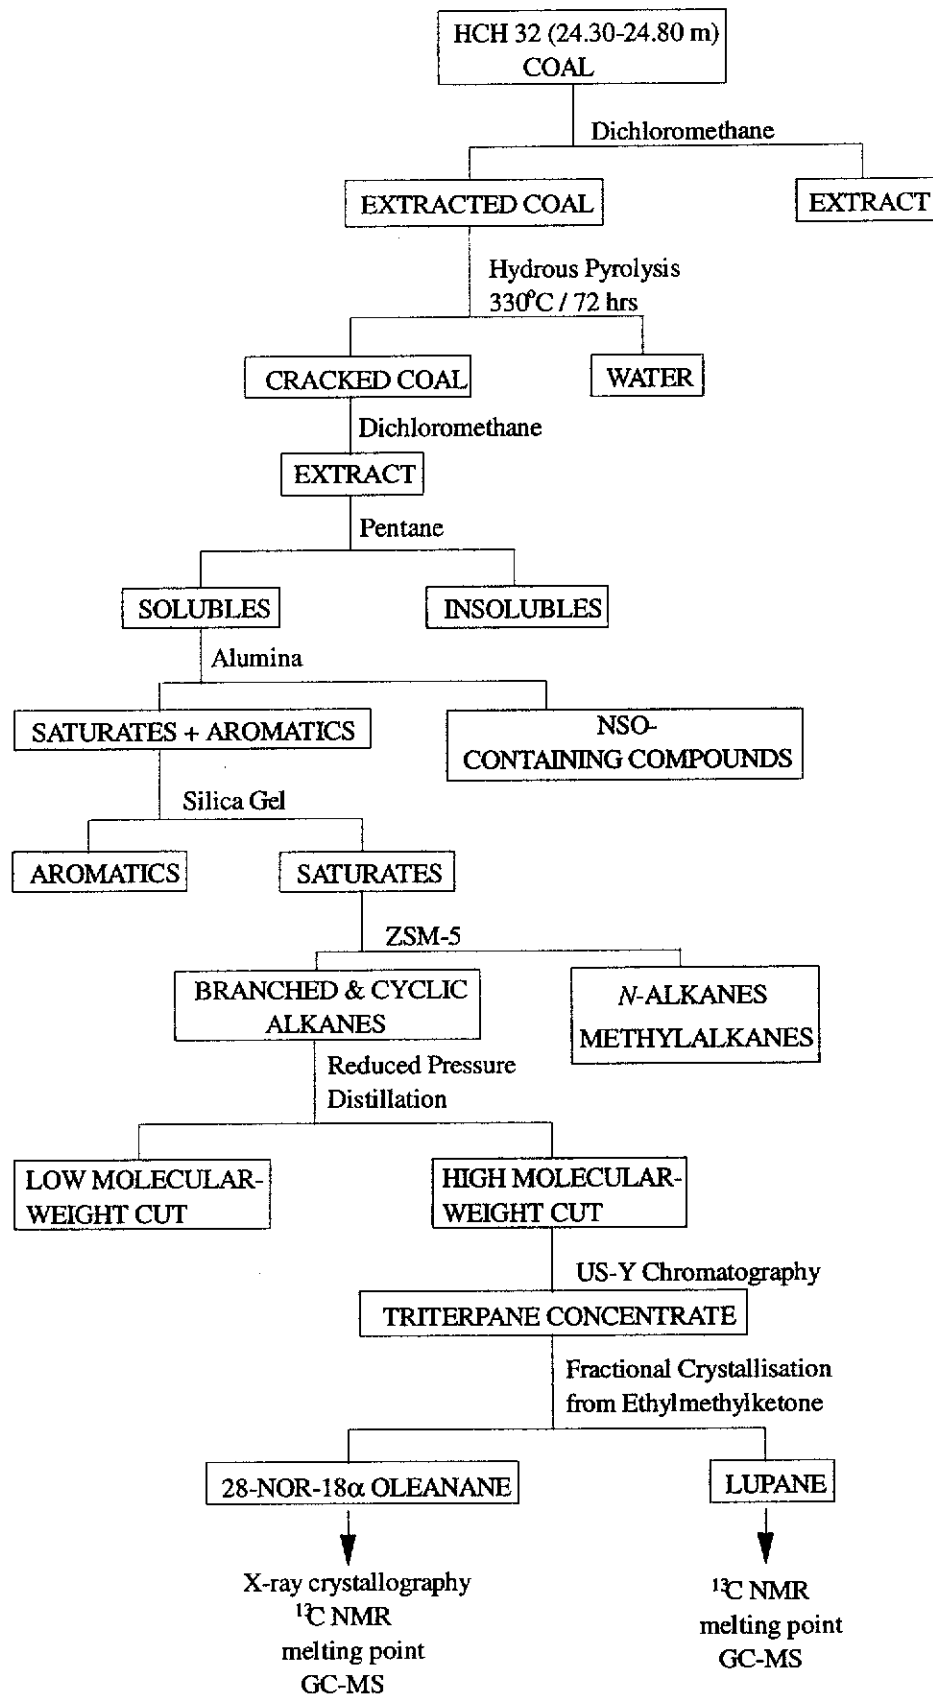 HCH 32 (24.30-24.80 m)
COAL
Dichloromethane
EXTRACTED COAL
EXTRACT
Hydrous Pyrolysis
330°C / 72 hrs
CRACKED COAL
WATER
Dichloromethane
EXTRACT
Pentane
SOLUBLES
INSOLUBLES
Alumina
SATURATES + AROMATICS
NSO-
CONTAINING COMPOUNDS
Silica Gel
AROMATICS
SATURATES
ZSM-5
BRANCHED & CYCLIC
ALKANES
N-ALKANES
METHYLALKANES
Reduced Pressure
Distillation
LOW MOLECULAR-
WEIGHT CUT
HIGH MOLECULAR-
WEIGHT CUT
US-Y Chromatography
TRITERPANE CONCENTRATE
Fractional Crystallisation
from Ethylmethylketone
28-NOR-18α OLEANANE
LUPANE
X-ray crystallography
¹³C NMR
melting point
GC-MS
¹³C NMR
melting point
GC-MS